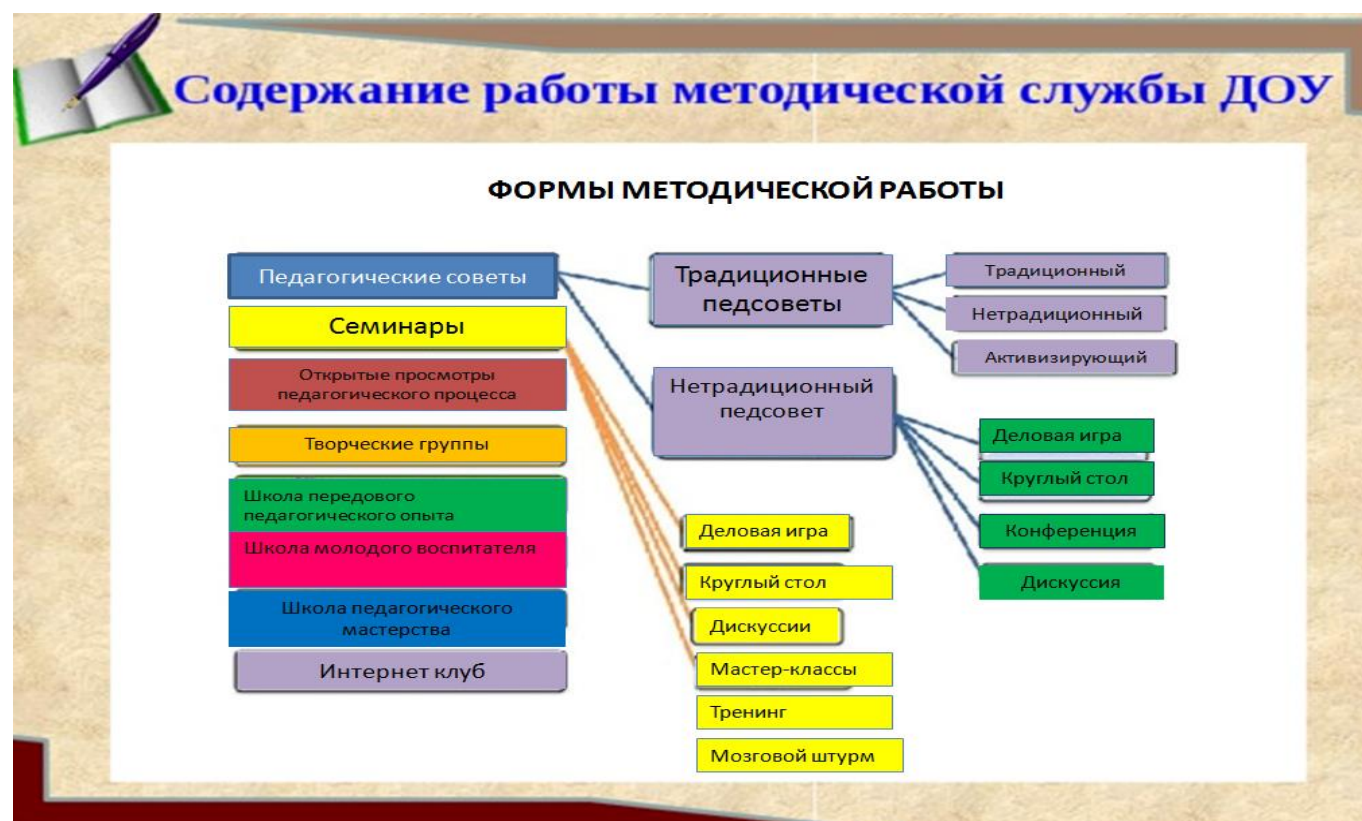 Содержание работы методической службы ДОУ
ФОРМЫ МЕТОДИЧЕСКОЙ РАБОТЫ
Педагогические советы
Семинары
Открытые просмотры
педагогического процесса
Творческие группы
Школа передового
педагогического опыта
Школа молодого воспитателя
Школа педагогического
мастерства
Интернет клуб
Традиционные
педсоветы
Нетрадиционный
педсовет
Традиционный
Нетрадиционный
Активизирующий
Деловая игра
Круглый стол
Конференция
Дискуссия
Деловая игра
Круглый стол
Дискуссии
Мастер-классы
Тренинг
Мозговой штурм